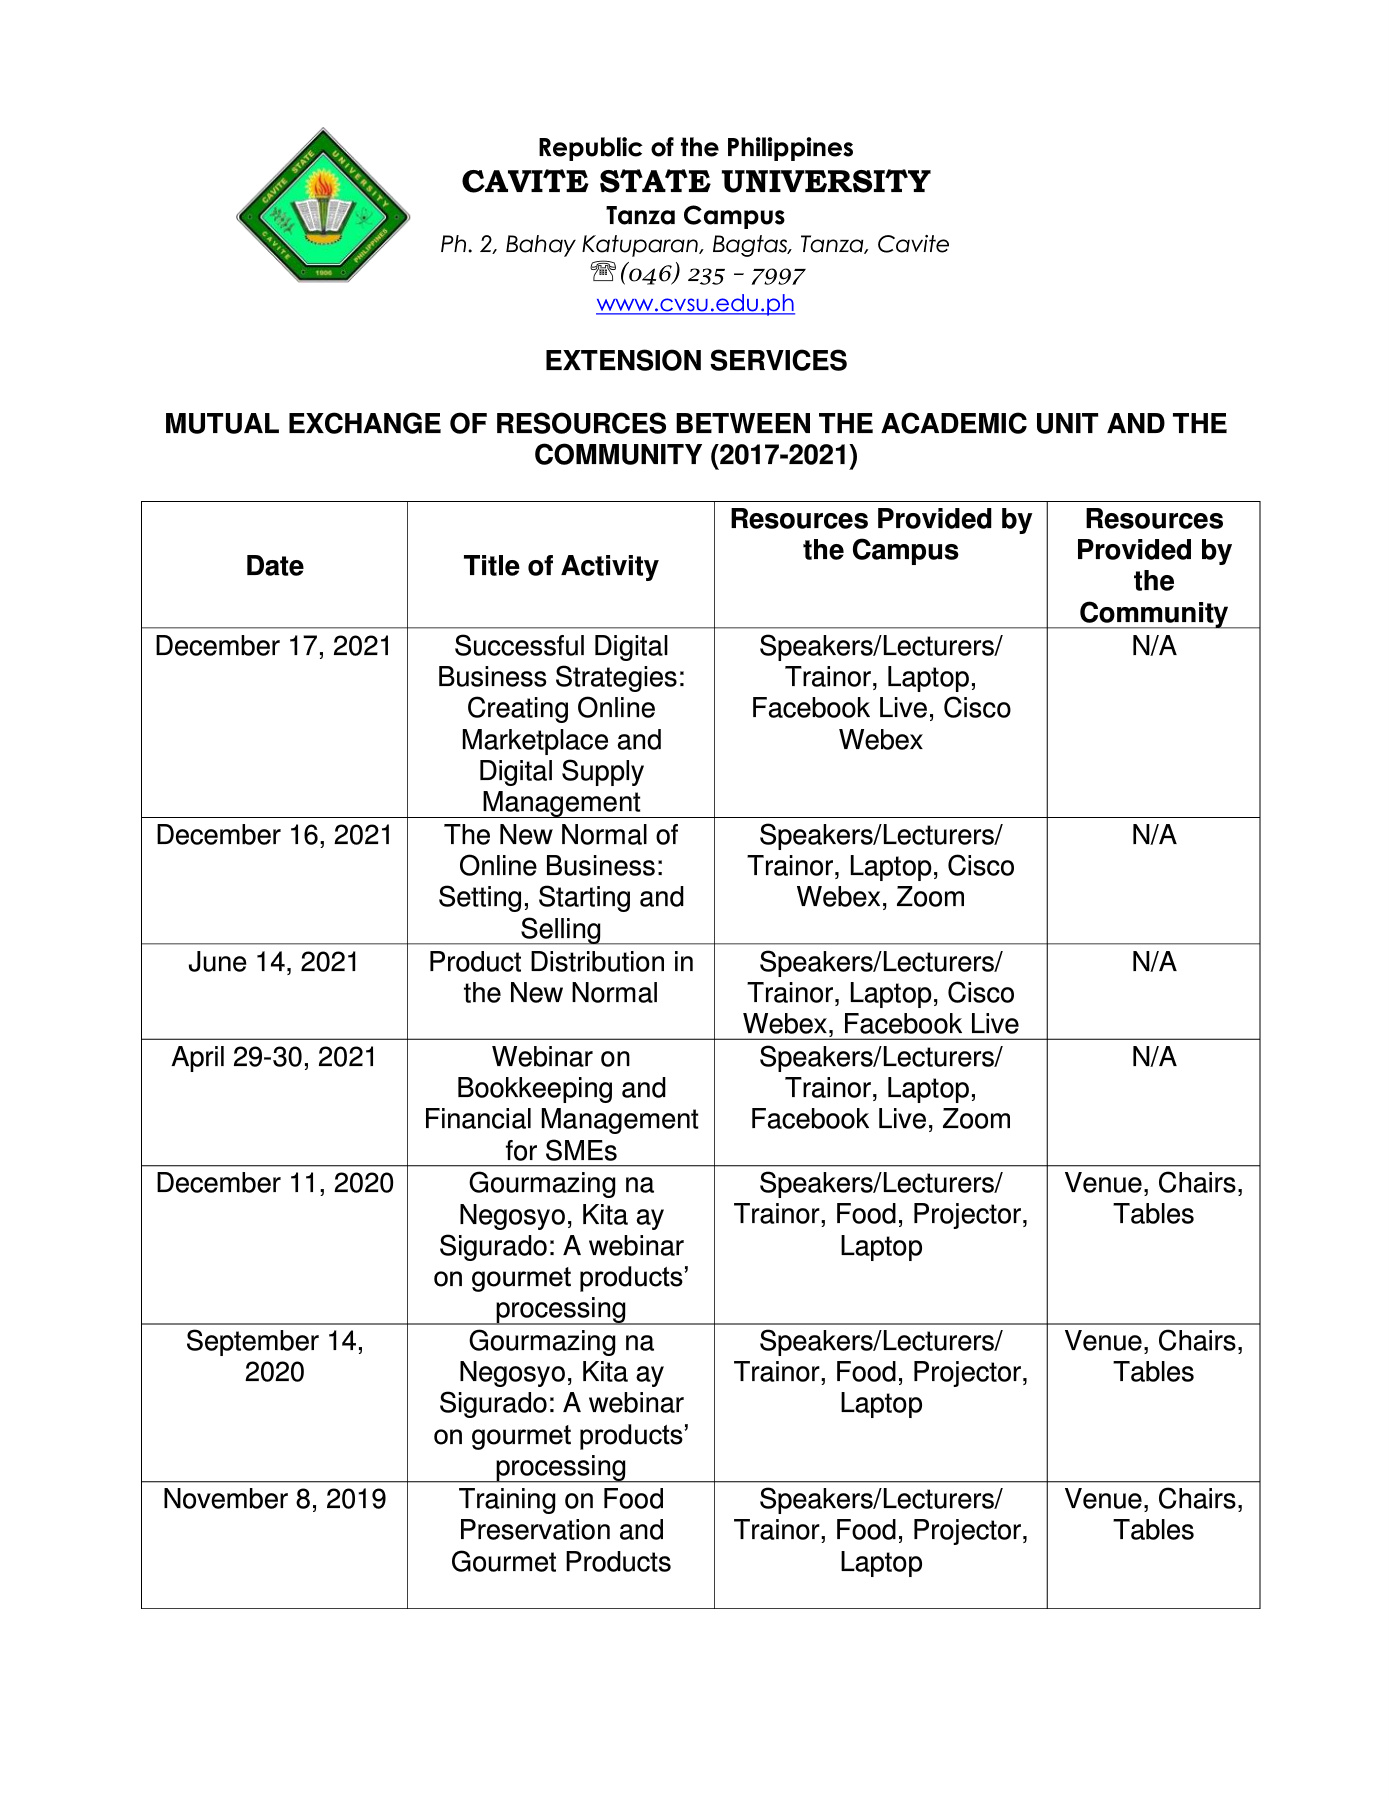 CAVITE STATE UNIVERSITY
CAVITE PHILIPPINES
1906
Republic of the Philippines
CAVITE STATE UNIVERSITY
Tanza Campus
Ph. 2, Bahay Katuparan, Bagtas, Tanza, Cavite
☏(046) 235 – 7997
www.cvsu.edu.ph
EXTENSION SERVICES
MUTUAL EXCHANGE OF RESOURCES BETWEEN THE ACADEMIC UNIT AND THE
COMMUNITY (2017-2021)
Date
Title of Activity
Resources Provided by
the Campus
Resources
Provided by
the
Community
December 17, 2021
Successful Digital
Business Strategies:
Creating Online
Marketplace and
Digital Supply
Management
Speakers/Lecturers/
Trainor, Laptop,
Facebook Live, Cisco
Webex
N/A
December 16, 2021
The New Normal of
Online Business:
Setting, Starting and
Selling
Speakers/Lecturers/
Trainor, Laptop, Cisco
Webex, Zoom
N/A
June 14, 2021
Product Distribution in
the New Normal
Speakers/Lecturers/
Trainor, Laptop, Cisco
Webex, Facebook Live
N/A
April 29-30, 2021
Webinar on
Bookkeeping and
Financial Management
for SMEs
Speakers/Lecturers/
Trainor, Laptop,
Facebook Live, Zoom
N/A
December 11, 2020
Gourmazing na
Negosyo, Kita ay
Sigurado: A webinar
on gourmet products’
processing
Speakers/Lecturers/
Trainor, Food, Projector,
Laptop
Venue, Chairs,
Tables
September 14,
2020
Gourmazing na
Negosyo, Kita ay
Sigurado: A webinar
on gourmet products’
processing
Speakers/Lecturers/
Trainor, Food, Projector,
Laptop
Venue, Chairs,
Tables
November 8, 2019
Training on Food
Preservation and
Gourmet Products
Speakers/Lecturers/
Trainor, Food, Projector,
Laptop
Venue, Chairs,
Tables